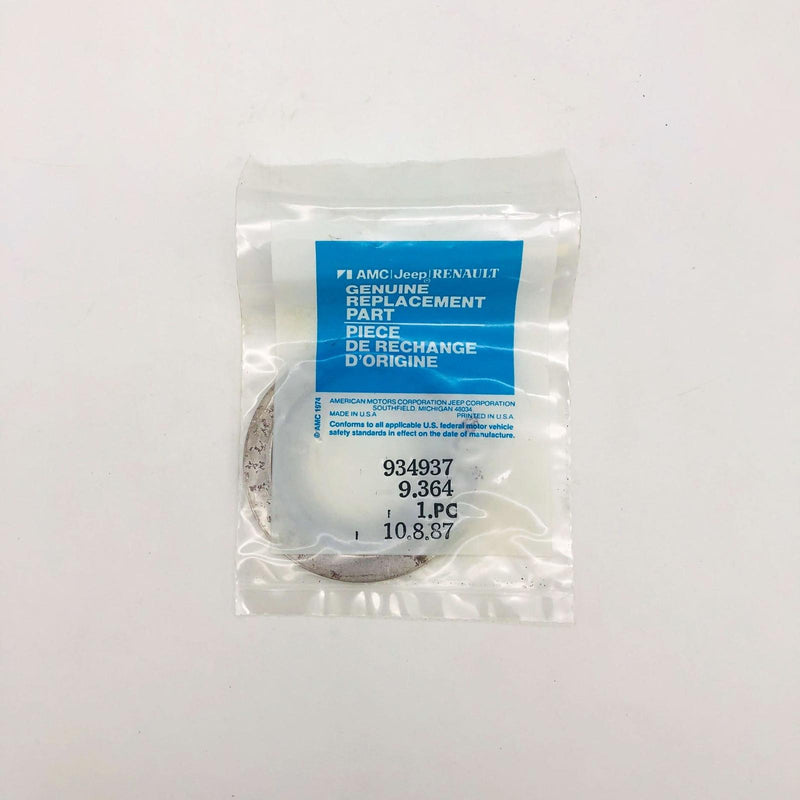 AMC|Jeep|RENAULT
GENUINE
REPLACEMENT
PART
PIECE
DE RECHANGE
D'ORIGINE
AMERICAN MOTORS CORPORATION JEEP CORPORATION
SOUTHFIELD, MICHIGAN 48034
MADE IN U.S.A PRINTED IN U.S.A.
Conforms to all applicable U.S. federal motor vehicle
safety standards in effect on the date of manufacture.
© AMC 1974
934937
9.364
1.PC
10.8.87